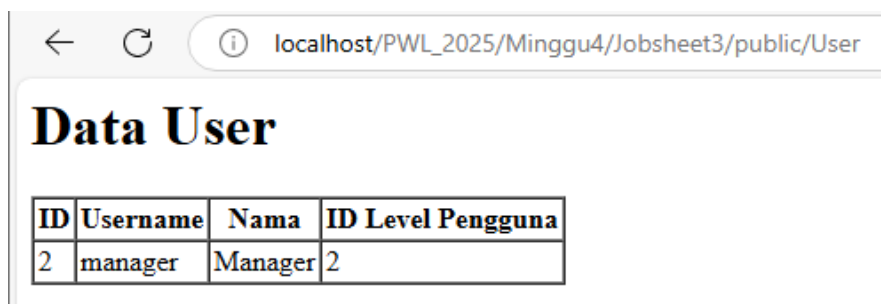 localhost/PWL_2025/Minggu4/Jobsheet3/public/User
Data User
ID Username Nama ID Level Pengguna
2 manager Manager 2